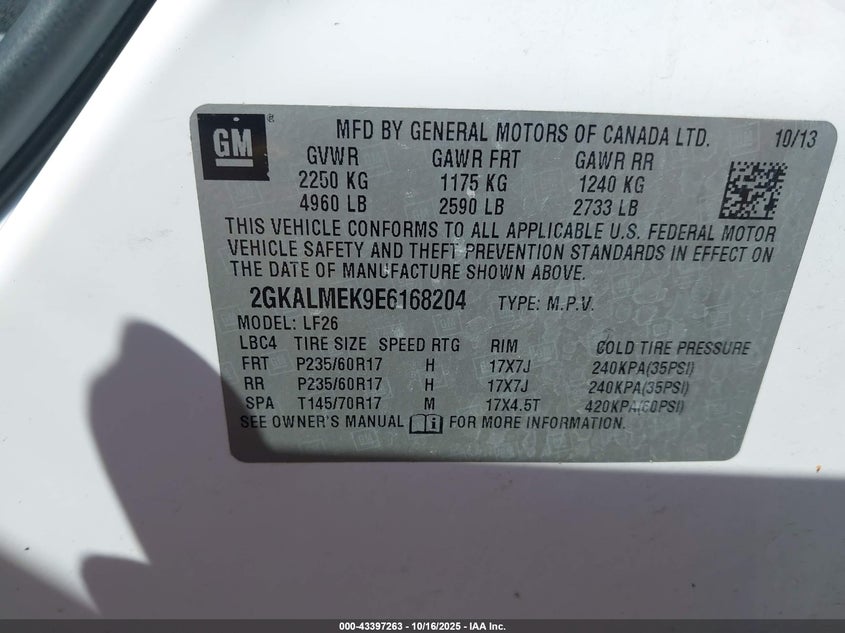 GM ® MFD BY GENERAL MOTORS OF CANADA LTD. 10/13
GVWR GAWR FRT GAWR RR
2250 KG 1175 KG 1240 KG
4960 LB 2590 LB 2733 LB
THIS VEHICLE CONFORMS TO ALL APPLICABLE U.S. FEDERAL MOTOR
VEHICLE SAFETY AND THEFT PREVENTION STANDARDS IN EFFECT ON
THE DATE OF MANUFACTURE SHOWN ABOVE.
2GKALMEK9E6168204 TYPE: M.P.V.
MODEL: LF26
LBC4 TIRE SIZE SPEED RTG RIM COLD TIRE PRESSURE
FRT P235/60R17 H 17X7J 240KPA(35PSI)
RR P235/60R17 H 17X7J 240KPA(35PSI)
SPA T145/70R17 M 17X4.5T 420KPA(60PSI)
SEE OWNER'S MANUAL FOR MORE INFORMATION.
000-43397263 - 10/16/2025 - IAA Inc.